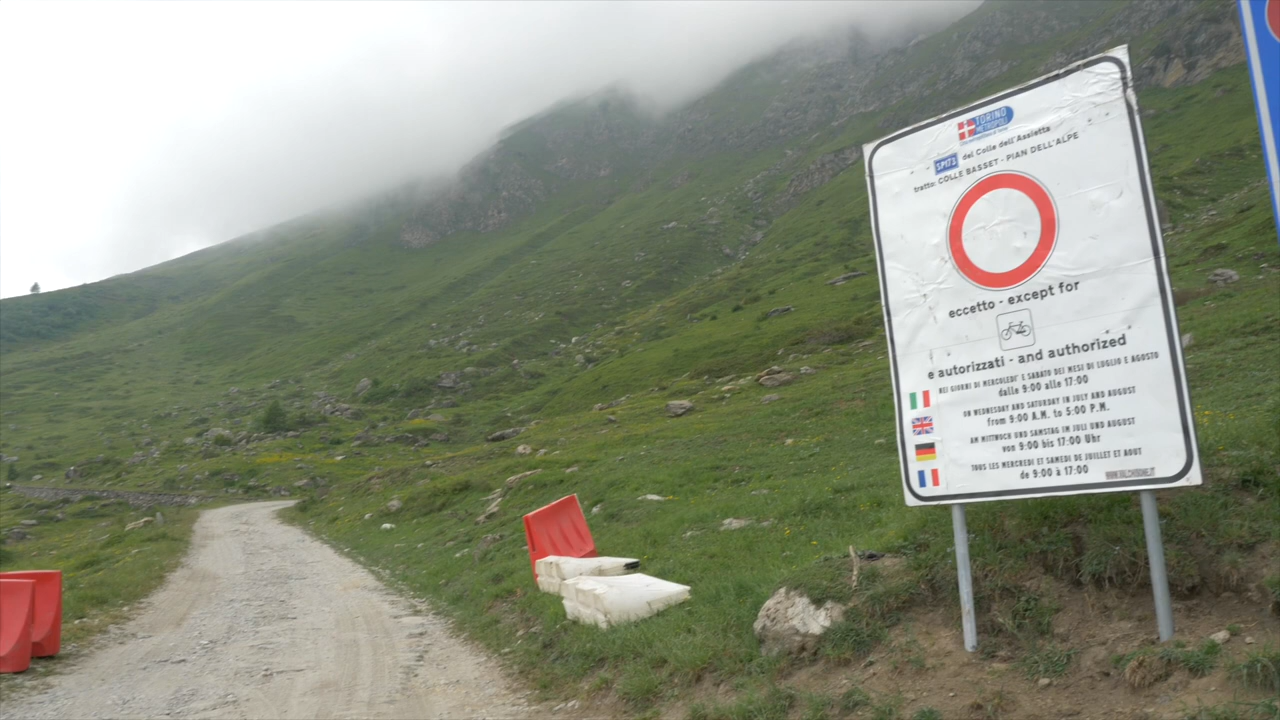 TORINO
METROPOLI
SP173 del Colle dell'Assietta
tratto: COLLE BASSET - PIAN DELL'ALPE
eccetto - except for
e autorizzati - and authorized
NEI GIORNI DI MERCOLEDI' E SABATO DEI MESI DI LUGLIO E AGOSTO
dalle 9:00 alle 17:00
ON WEDNESDAY AND SATURDAY IN JULY AND AUGUST
from 9:00 A.M. to 5:00 P.M.
AM MITTWOCH UND SAMSTAG IM JULI UND AUGUST
von 9:00 bis 17:00 Uhr
TOUS LES MERCREDI ET SAMEDI DE JUILLET ET AOUT
de 9:00 à 17:00